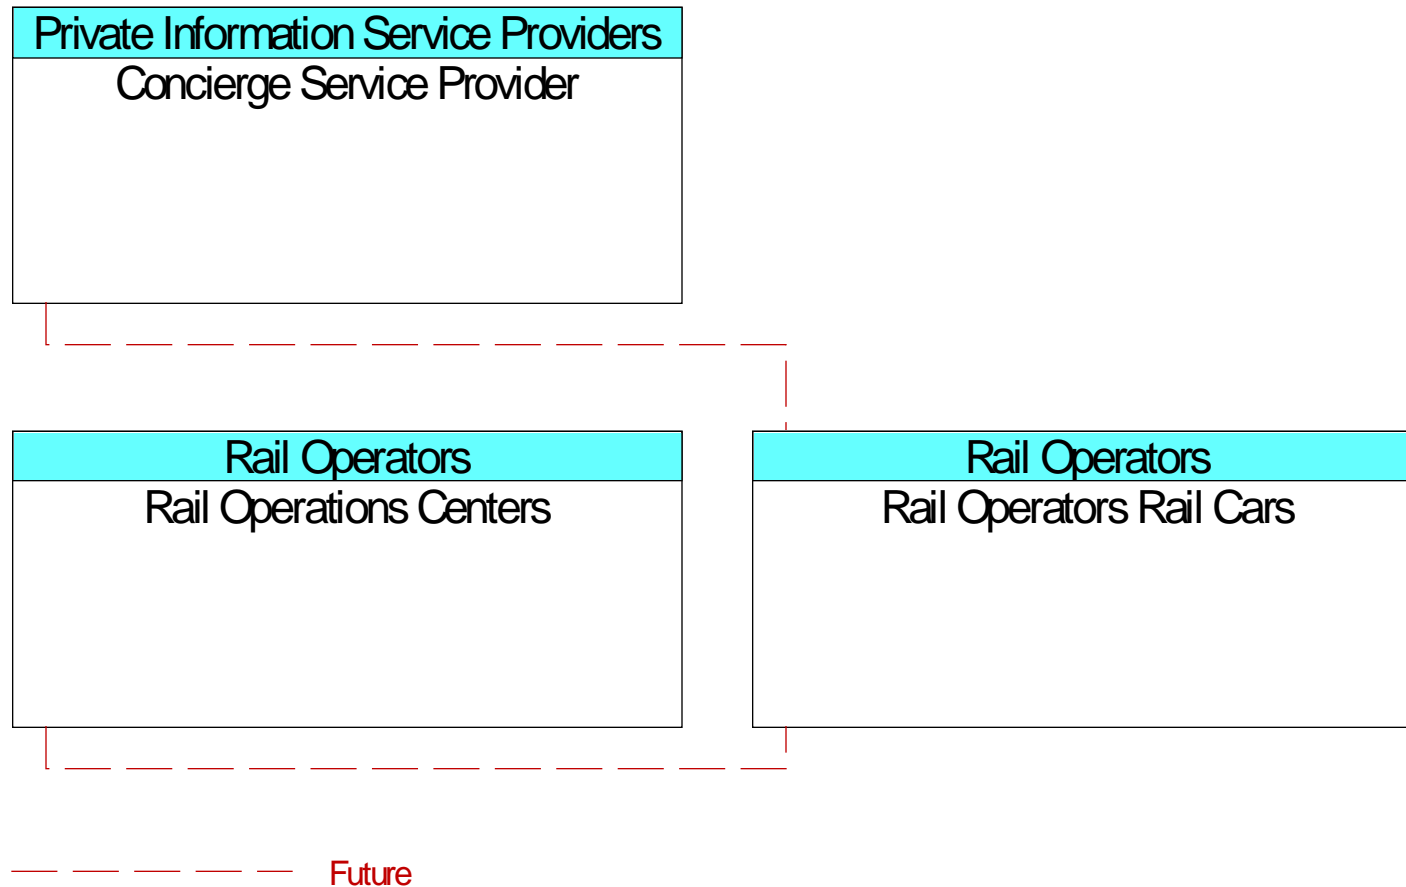 Private Information Service Providers
Concierge Service Provider
Rail Operators
Rail Operations Centers
Rail Operators
Rail Operators Rail Cars
Future